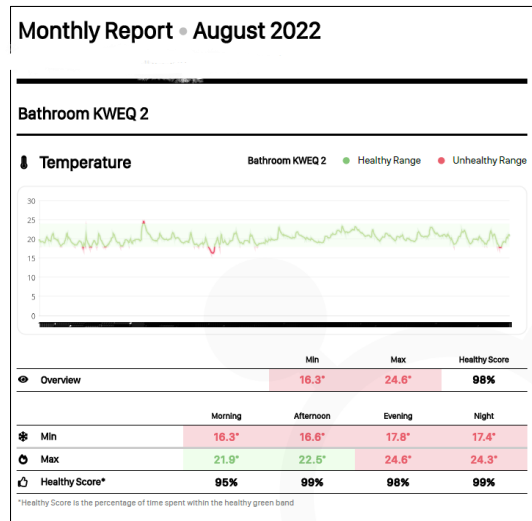 Monthly Report • August 2022
Bathroom KWEQ 2
Temperature
Bathroom KWEQ 2 Healthy Range Unhealthy Range
30
25
20
15
10
5
0
Min Max Healthy Score
Overview 16.3° 24.6° 98%
Morning Afternoon Evening Night
Min 16.3° 16.6° 17.8° 17.4°
Max 21.9° 22.5° 24.6° 24.3°
Healthy Score* 95% 99% 98% 99%
*Healthy Score is the percentage of time spent within the healthy green band